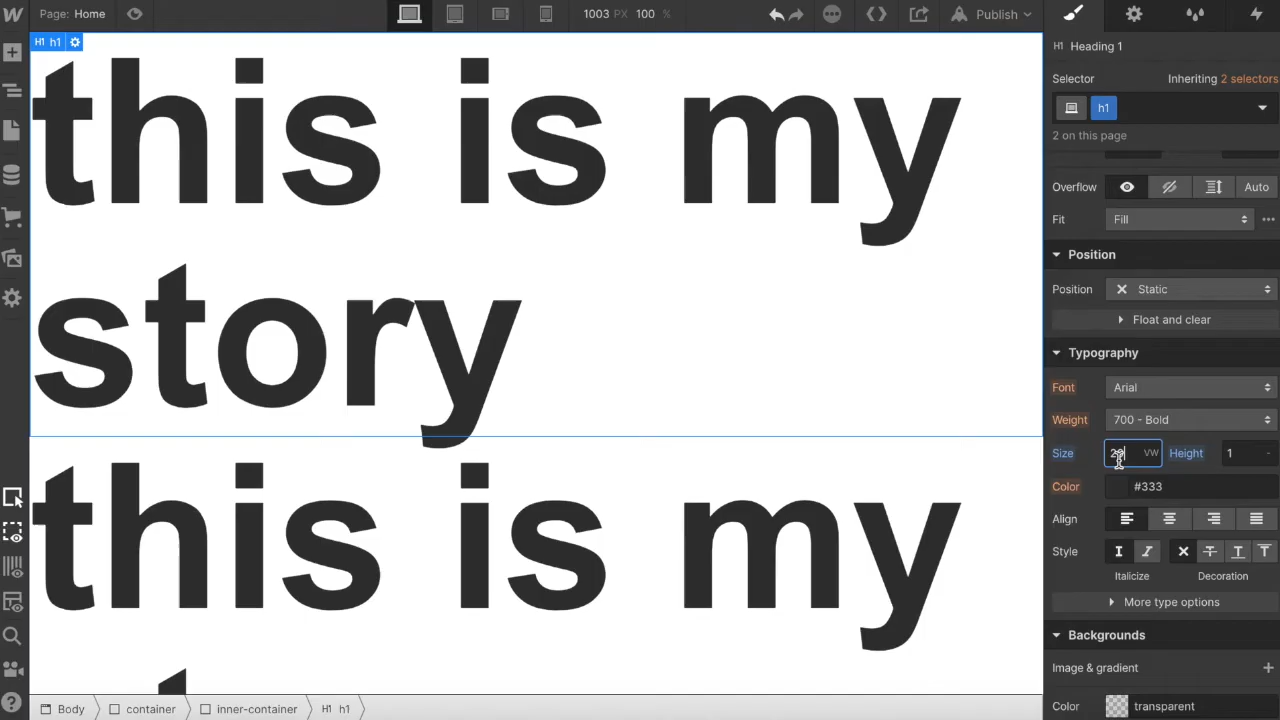 Page: Home
1003 PX 100 %
Publish
H1 h1
this is my
story
this is my
H1 Heading 1
Selector
Inheriting 2 selectors
h1
2 on this page
Overflow
Auto
Fit
Fill
Position
Position
Static
Float and clear
Typography
Font
Arial
Weight
700 - Bold
Size
VW
Height
1
-
Color
#333
Align
Style
Italicize
Decoration
More type options
Backgrounds
Image & gradient
Color
transparent
Body
container
inner-container
H1 h1